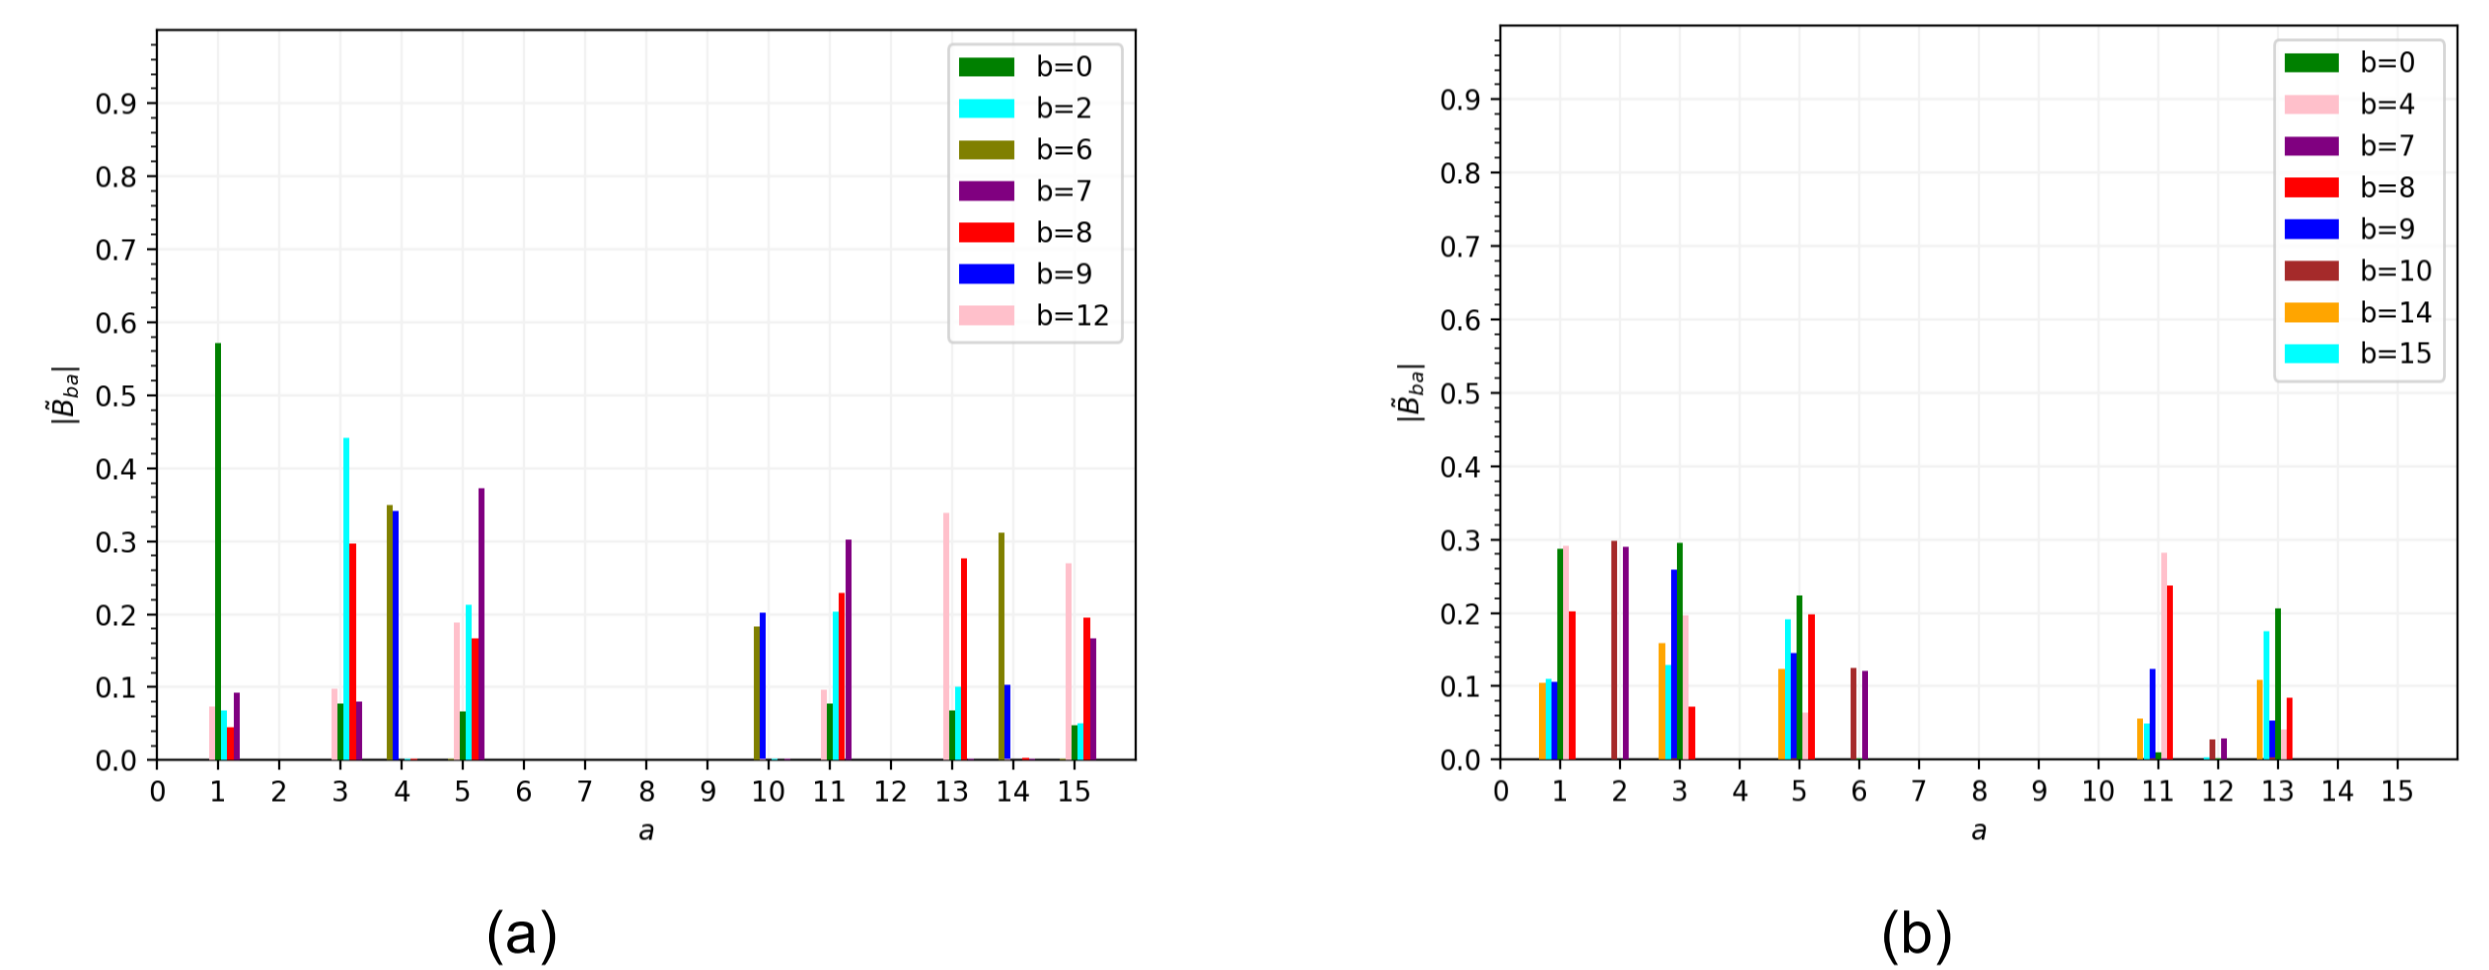 0.9
0.8
0.7
0.6
0.5
0.4
0.3
0.2
0.1
0.0
|B̃_{ba}|
0 1 2 3 4 5 6 7 8 9 10 11 12 13 14 15
a
b=0
b=2
b=6
b=7
b=8
b=9
b=12
(a)
0.9
0.8
0.7
0.6
0.5
0.4
0.3
0.2
0.1
0.0
|B̃_{ba}|
0 1 2 3 4 5 6 7 8 9 10 11 12 13 14 15
a
b=0
b=4
b=7
b=8
b=9
b=10
b=14
b=15
(b)